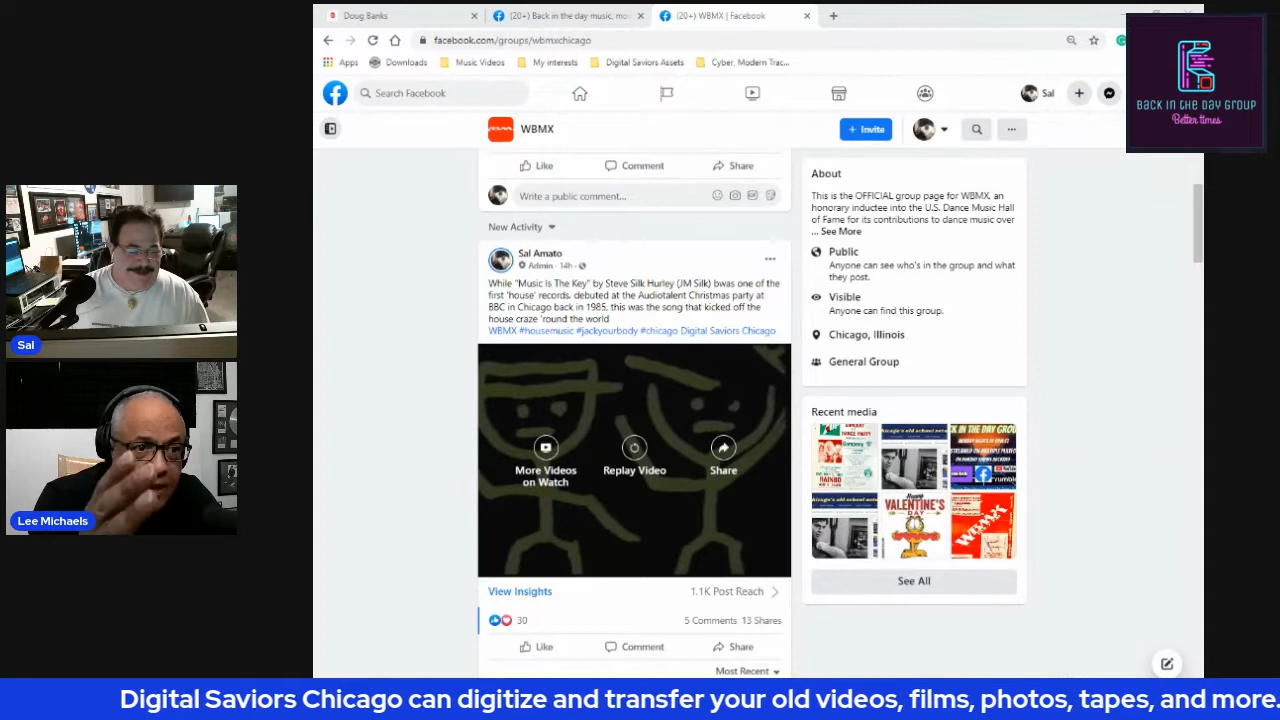 Doug Banks
(20+) Back in the day music, mo
(20+) WBMX | Facebook
facebook.com/groups/wbmxchicago
Apps
Downloads
Music Videos
My interests
Digital Saviors Assets
Cyber, Modern Trac...
BACK IN THE DAY GROUP
Better times
Search Facebook
Sal
WBMX
+ Invite
Like
Comment
Share
Write a public comment...
New Activity
Sal Amato
Admin · 14h ·
While "Music Is The Key" by Steve Silk Hurley (JM Silk) bwas one of the
first 'house' records, debuted at the Audiotalent Christmas party at
BBC in Chicago back in 1985, this was the song that kicked off the
house craze 'round the world
WBMX #housemusic #jackyourbody #chicago Digital Saviors Chicago
More Videos
on Watch
Replay Video
Share
View Insights
1.1K Post Reach
30
5 Comments 13 Shares
Like
Comment
Share
Most Recent
About
This is the OFFICIAL group page for WBMX, an
honorary inductee into the U.S. Dance Music Hall
of Fame for its contributions to dance music over
... See More
Public
Anyone can see who's in the group and what
they post.
Visible
Anyone can find this group.
Chicago, Illinois
General Group
Recent media
DANCE PARTY
CK IN THE DAY GROU
rumble
Happy
VALENTINE'S
DAY
WBMX
See All
Sal
Lee Michaels
Digital Saviors Chicago can digitize and transfer your old videos, films, photos, tapes, and more.